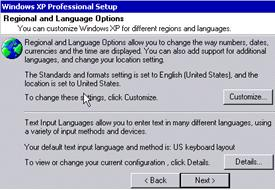 Windows XP Professional Setup
Regional and Language Options
You can customize Windows XP for different regions and languages.
Regional and Language Options allow you to change the way numbers, dates,
currencies and the time are displayed. You can also add support for additional
languages, and change your location setting.
The Standards and formats setting is set to English (United States), and the
location is set to United States.
To change these settings, click Customize.
Customize...
Text Input Languages allow you to enter text in many different languages, using
a variety of input methods and devices.
Your default text input language and method is: US keyboard layout
To view or change your current configuration, click Details.
Details...
< Back
Next >